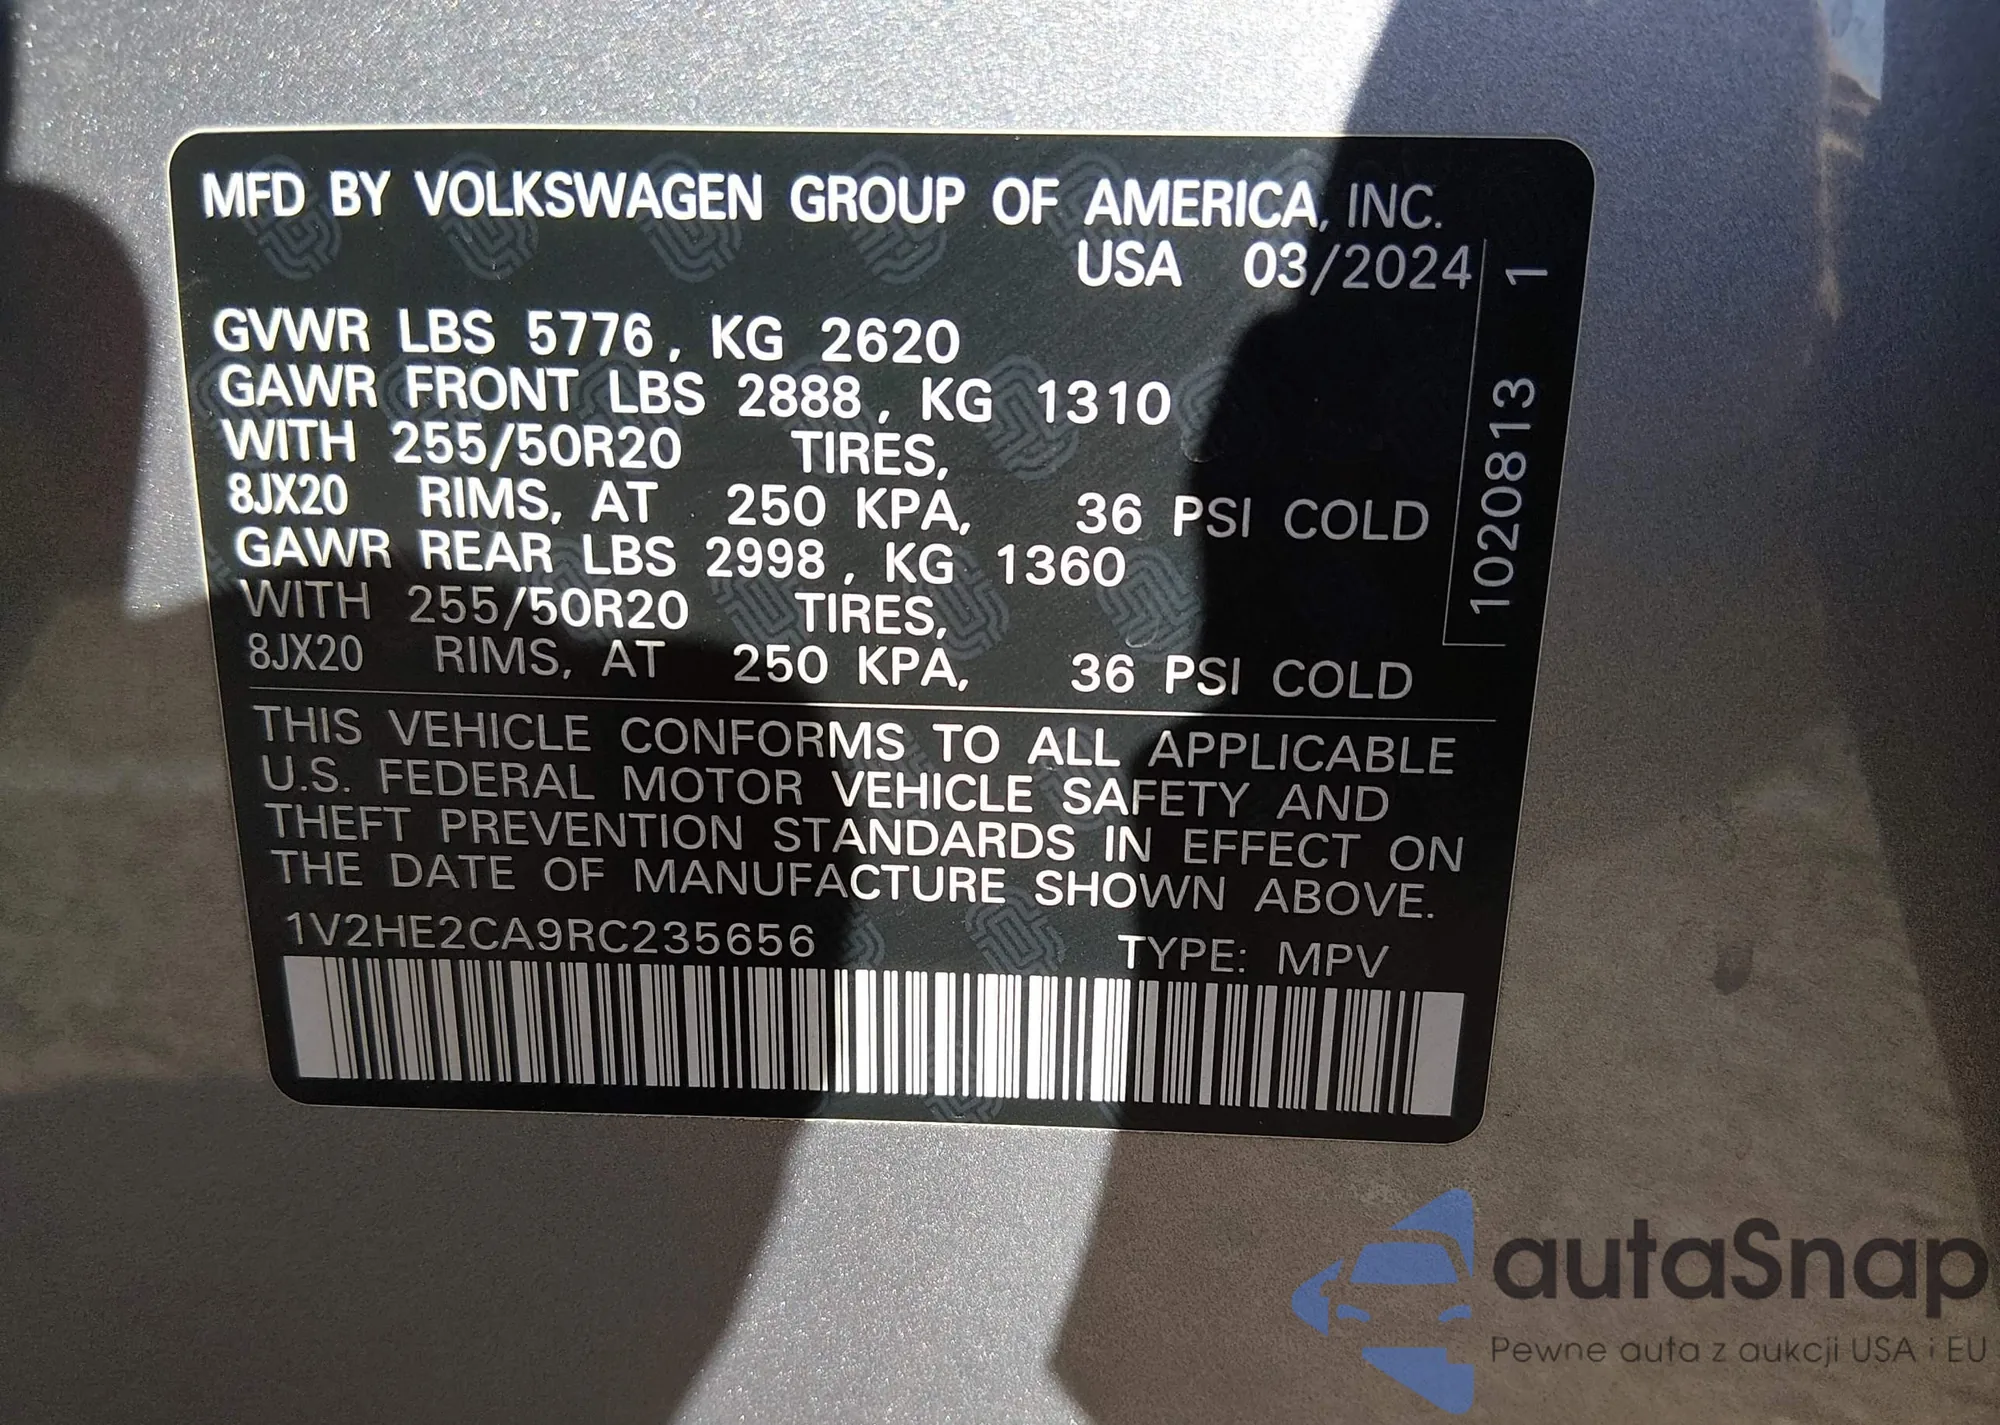 MFD BY VOLKSWAGEN GROUP OF AMERICA, INC.
USA 03/2024
GVWR LBS 5776, KG 2620
GAWR FRONT LBS 2888, KG 1310
WITH 255/50R20 TIRES,
8JX20 RIMS, AT 250 KPA, 36 PSI COLD
GAWR REAR LBS 2998, KG 1360
WITH 255/50R20 TIRES,
8JX20 RIMS, AT 250 KPA, 36 PSI COLD
1020813 1
THIS VEHICLE CONFORMS TO ALL APPLICABLE
U.S. FEDERAL MOTOR VEHICLE SAFETY AND
THEFT PREVENTION STANDARDS IN EFFECT ON
THE DATE OF MANUFACTURE SHOWN ABOVE.
1V2HE2CA9RC235656 TYPE: MPV
autaSnap
Pewne auta z aukcji USA i EU